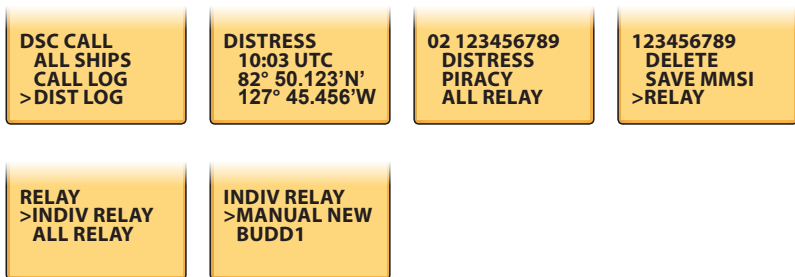 DSC CALL
ALL SHIPS
CALL LOG
>DIST LOG
DISTRESS
10:03 UTC
82° 50.123’N’
127° 45.456’W
02 123456789
DISTRESS
PIRACY
ALL RELAY
123456789
DELETE
SAVE MMSI
>RELAY
RELAY
>INDIV RELAY
ALL RELAY
INDIV RELAY
>MANUAL NEW
BUDD1